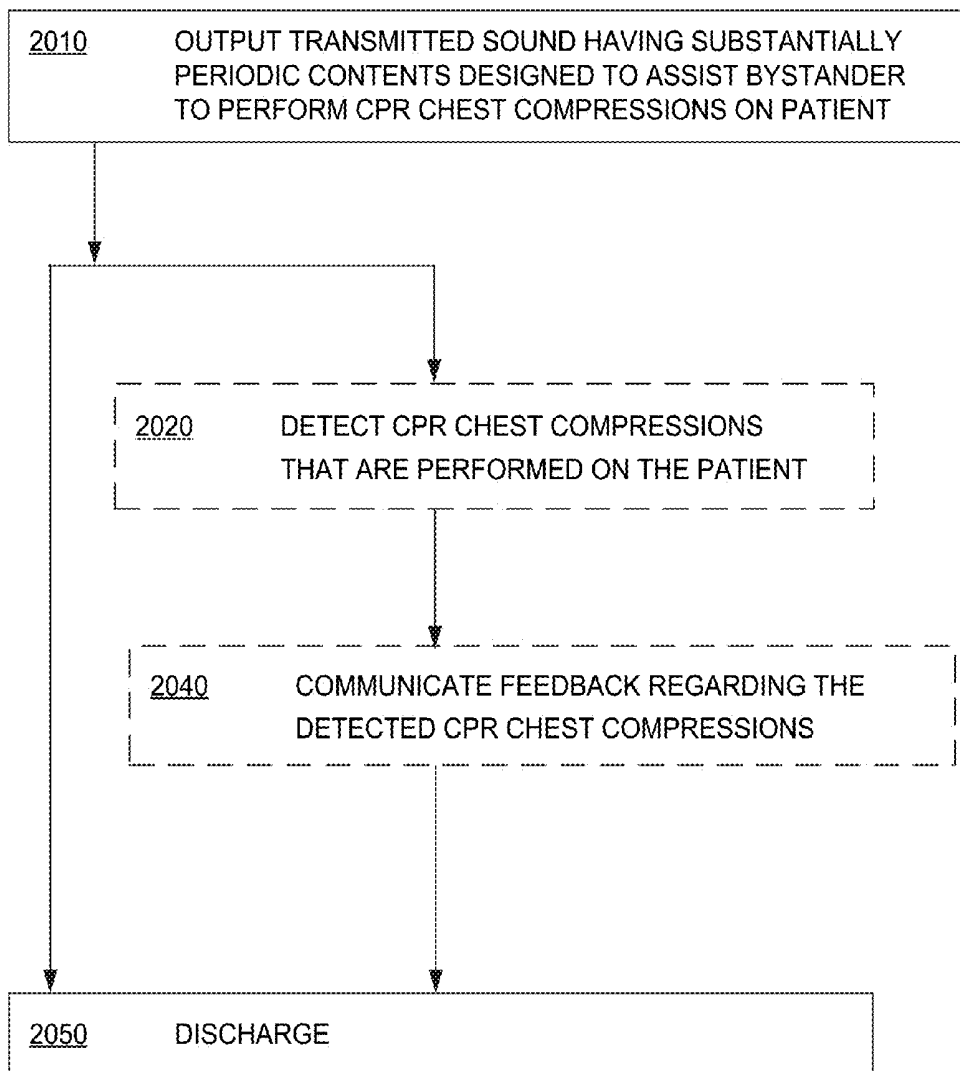 2010 OUTPUT TRANSMITTED SOUND HAVING SUBSTANTIALLY
PERIODIC CONTENTS DESIGNED TO ASSIST BYSTANDER
TO PERFORM CPR CHEST COMPRESSIONS ON PATIENT
2020 DETECT CPR CHEST COMPRESSIONS
THAT ARE PERFORMED ON THE PATIENT
2040 COMMUNICATE FEEDBACK REGARDING THE
DETECTED CPR CHEST COMPRESSIONS
2050 DISCHARGE